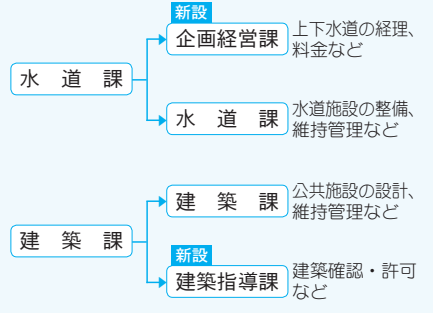 新設
企画経営課
上下水道の経理、
料金など
水道課
水道課
水道施設の整備、
維持管理など
建築課
建築課
公共施設の設計、
維持管理など
新設
建築指導課
建築確認・許可
など